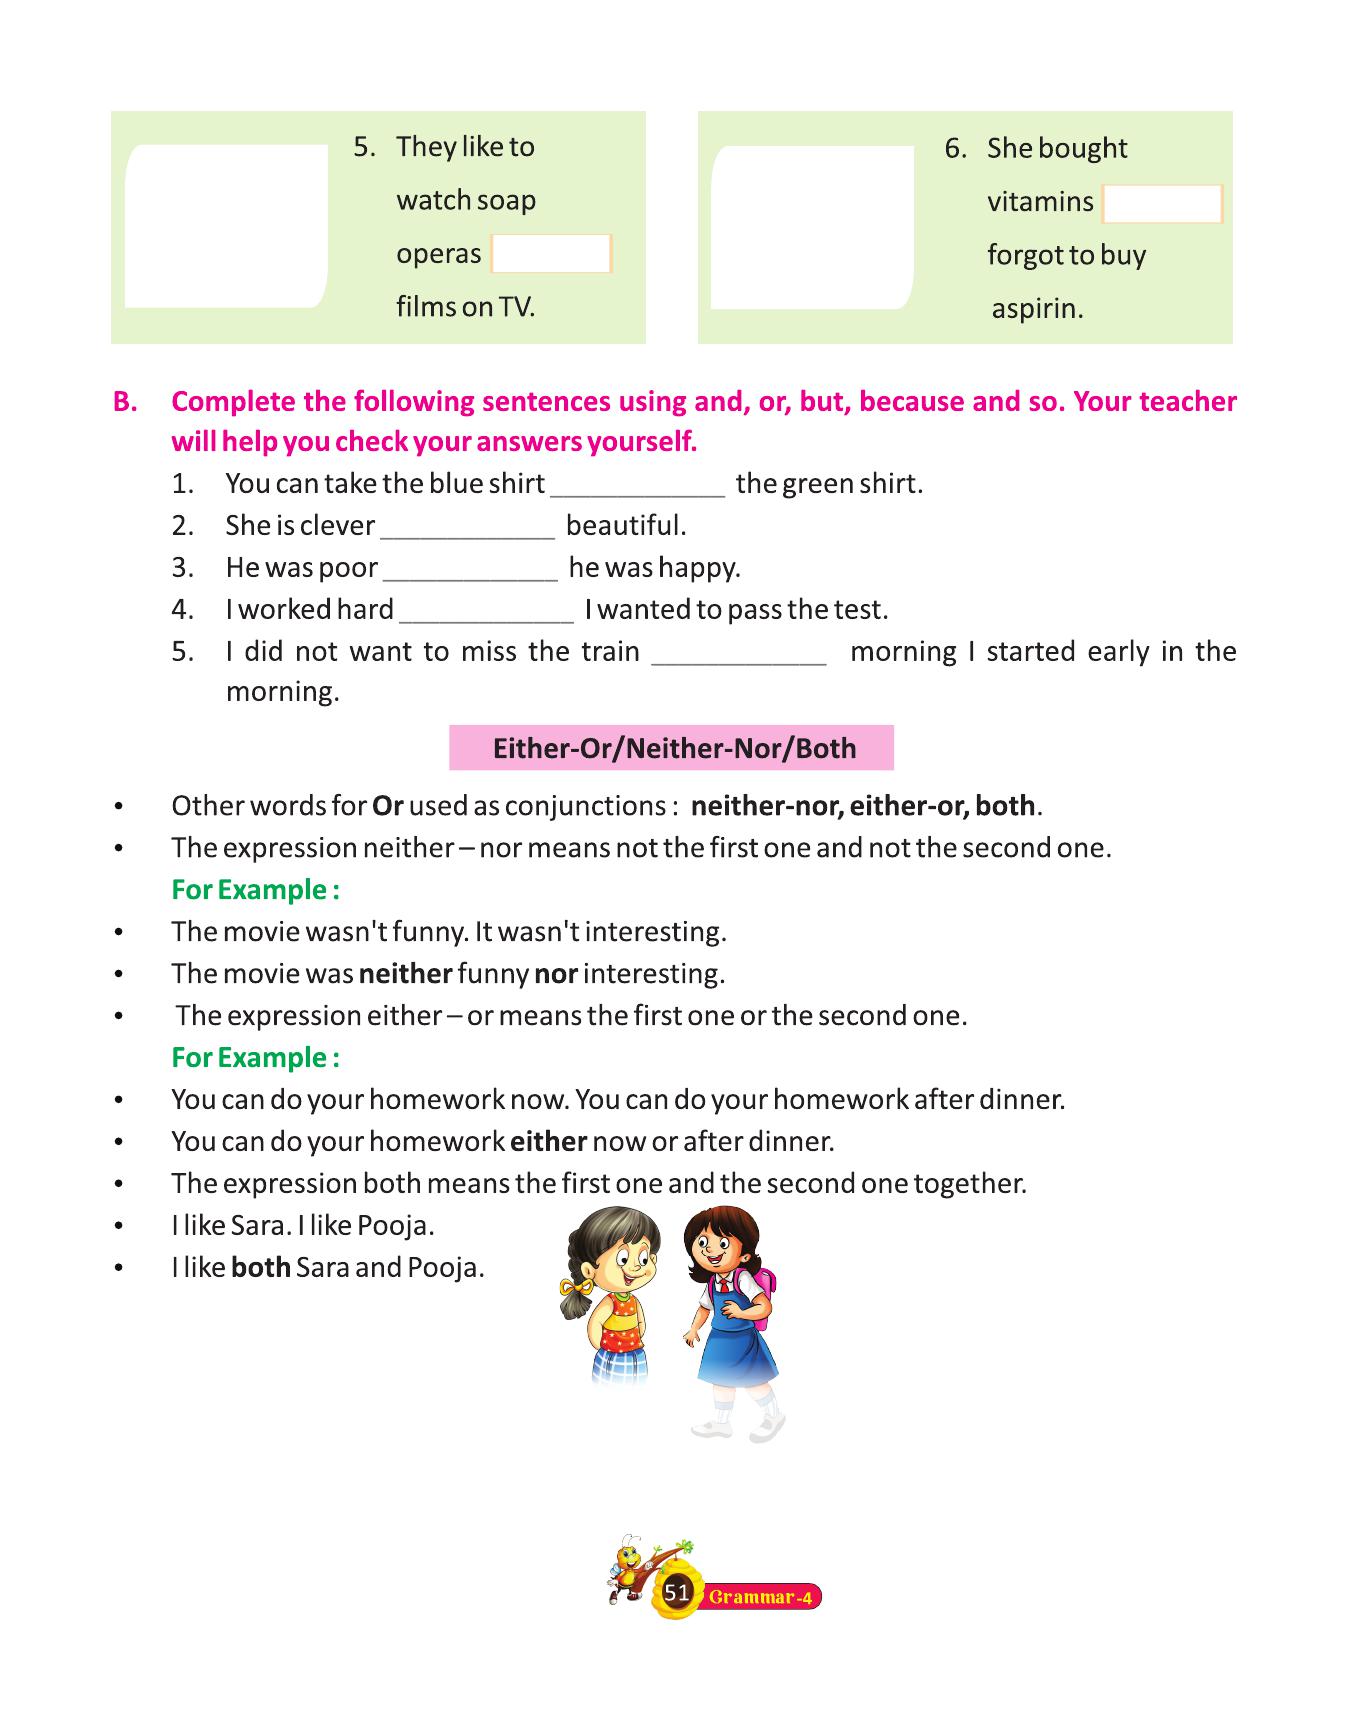 5. They like to
watch soap
operas
films on TV.
6. She bought
vitamins
forgot to buy
aspirin.
B. Complete the following sentences using and, or, but, because and so. Your teacher
will help you check your answers yourself.
1. You can take the blue shirt ____________ the green shirt.
2. She is clever ____________ beautiful.
3. He was poor ____________ he was happy.
4. I worked hard ____________ I wanted to pass the test.
5. I did not want to miss the train ____________ morning I started early in the
morning.
Either-Or/Neither-Nor/Both
• Other words for Or used as conjunctions : neither-nor, either-or, both.
• The expression neither – nor means not the first one and not the second one.
For Example :
• The movie wasn't funny. It wasn't interesting.
• The movie was neither funny nor interesting.
• The expression either – or means the first one or the second one.
For Example :
• You can do your homework now. You can do your homework after dinner.
• You can do your homework either now or after dinner.
• The expression both means the first one and the second one together.
• I like Sara. I like Pooja.
• I like both Sara and Pooja.
51 Grammar-4